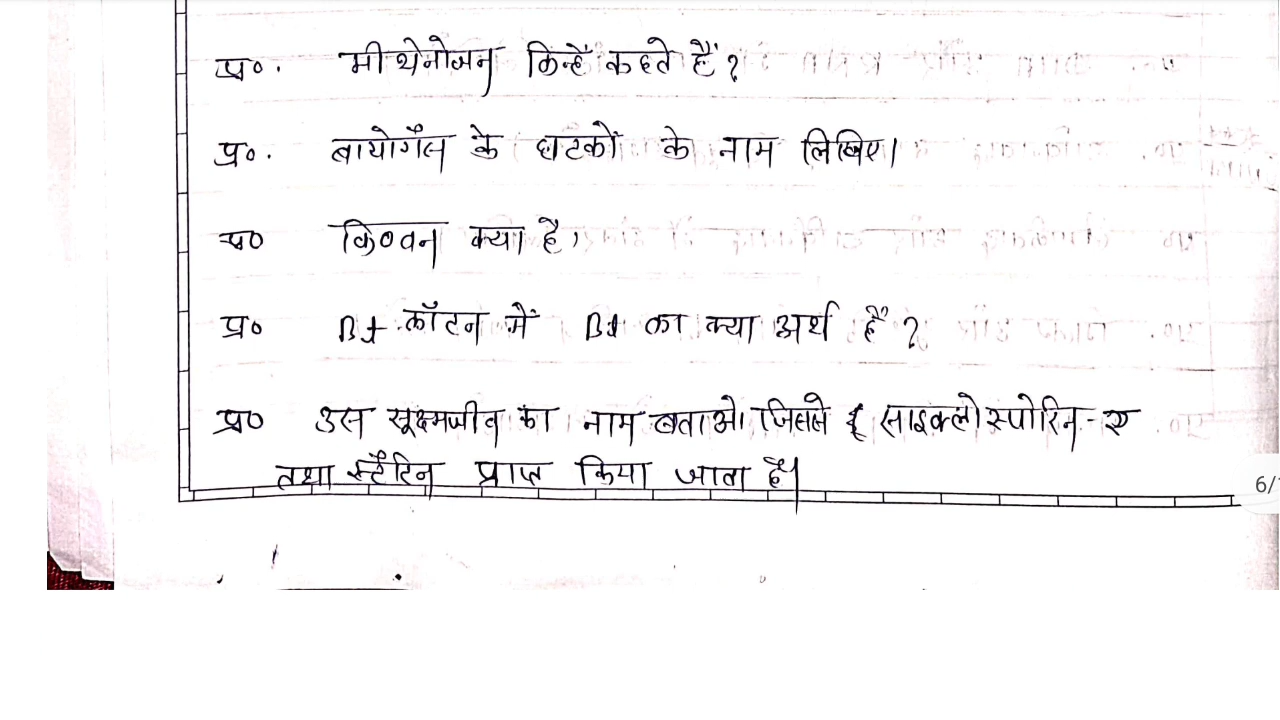 प्र०. मीथेनोजन किन्हें कहते हैं?
प्र०. बायोगैस के घटकों के नाम लिखिए।
प्र० किण्वन क्या है,
प्र० Bt कॉटन में Bt का क्या अर्थ है?
प्र० उस सूक्ष्मजीव का नाम बताओ जिससे साइक्लोस्पोरिन-ए
तथा स्टैटिन प्राप्त किया जाता है।
6/